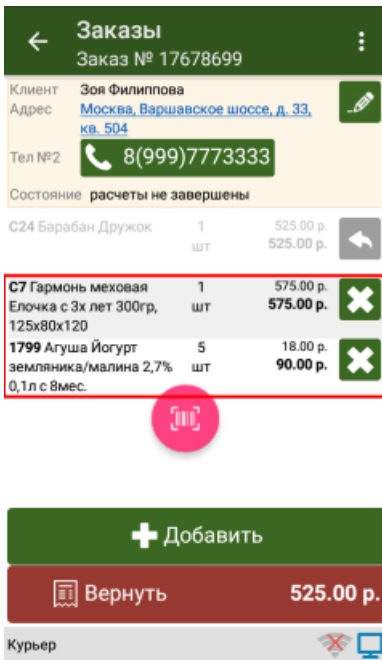 Заказы
Заказ № 17678699
Клиент Зоя Филиппова
Адрес Москва, Варшавское шоссе, д. 33,
кв. 504
Тел №2 8(999)7773333
Состояние расчеты не завершены
С24 Барабан Дружок 1 525.00 р.
шт 525.00 р.
С7 Гармонь меховая 1 575.00 р.
Елочка с 3х лет 300гр, шт 575.00 р.
125х80х120
1799 Агуша Йогурт 5 18.00 р.
земляника/малина 2,7% шт 90.00 р.
0,1л с 8мес.
Добавить
Вернуть 525.00 р.
Курьер